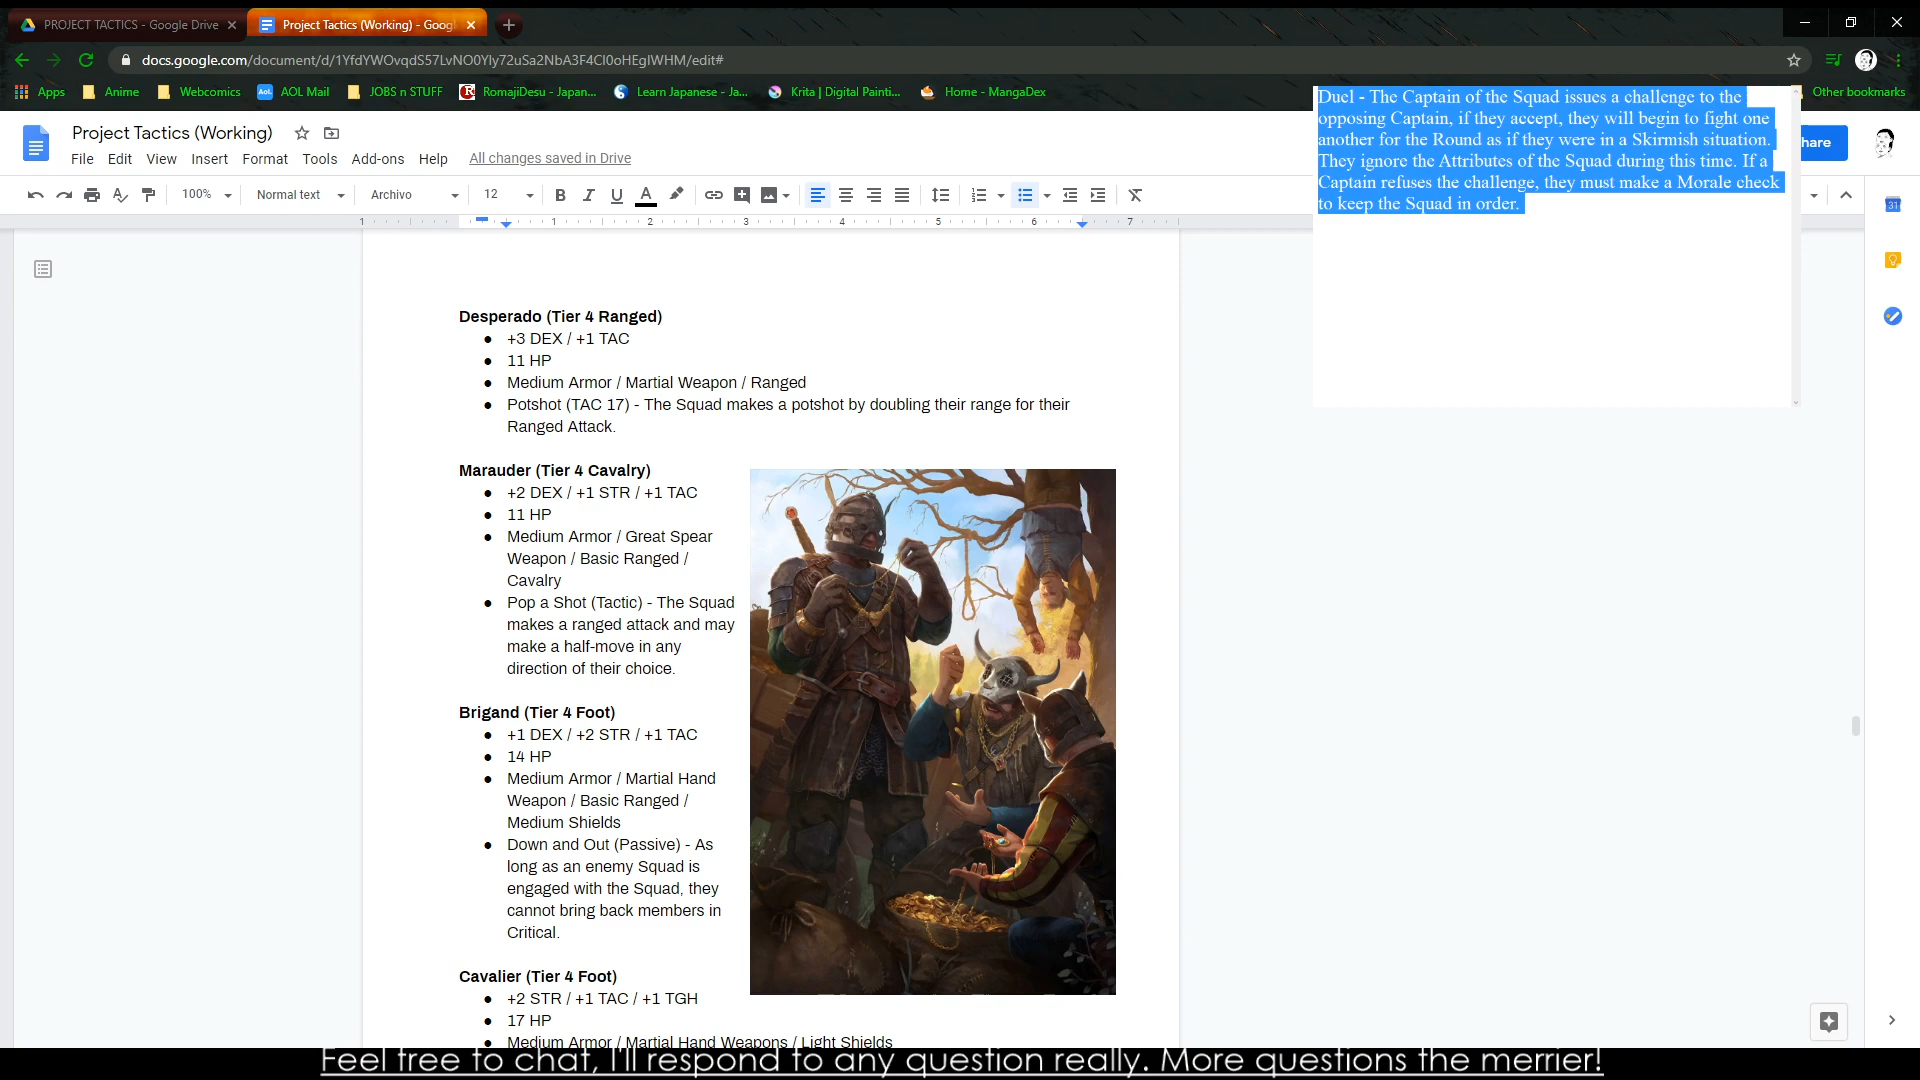 PROJECT TACTICS - Google Drive
Project Tactics (Working) - Goog
docs.google.com/document/d/1YfdYWOvqdS57LvNO0Yly72uSa2NbA3F4Cl0oHEglWHM/edit#
Apps Anime Webcomics AOL Mail JOBS n STUFF RomajiDesu - Japan... Learn Japanese - Ja... Krita | Digital Painti... Home - MangaDex Other bookmarks
Project Tactics (Working)
File Edit View Insert Format Tools Add-ons Help All changes saved in Drive
hare
100% Normal text Archivo 12
1 1 2 3 4 5 6 7
Duel - The Captain of the Squad issues a challenge to the
opposing Captain, if they accept, they will begin to fight one
another for the Round as if they were in a Skirmish situation.
They ignore the Attributes of the Squad during this time. If a
Captain refuses the challenge, they must make a Morale check
to keep the Squad in order.
Desperado (Tier 4 Ranged)
● +3 DEX / +1 TAC
● 11 HP
● Medium Armor / Martial Weapon / Ranged
● Potshot (TAC 17) - The Squad makes a potshot by doubling their range for their
Ranged Attack.
Marauder (Tier 4 Cavalry)
● +2 DEX / +1 STR / +1 TAC
● 11 HP
● Medium Armor / Great Spear
Weapon / Basic Ranged /
Cavalry
● Pop a Shot (Tactic) - The Squad
makes a ranged attack and may
make a half-move in any
direction of their choice.
Brigand (Tier 4 Foot)
● +1 DEX / +2 STR / +1 TAC
● 14 HP
● Medium Armor / Martial Hand
Weapon / Basic Ranged /
Medium Shields
● Down and Out (Passive) - As
long as an enemy Squad is
engaged with the Squad, they
cannot bring back members in
Critical.
Cavalier (Tier 4 Foot)
● +2 STR / +1 TAC / +1 TGH
● 17 HP
● Medium Armor / Martial Hand Weapons / Light Shields
Feel free to chat, I'll respond to any question really. More questions the merrier!